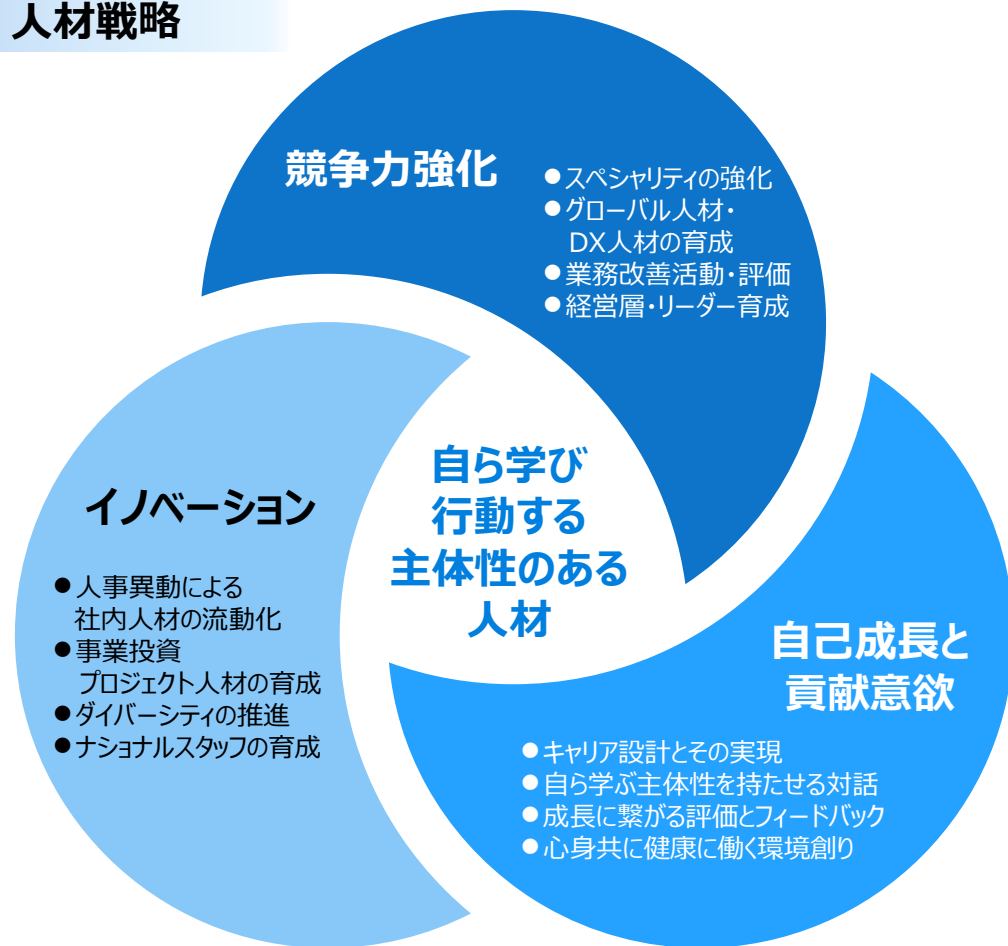 人材戦略
競争力強化
●スペシャリティの強化
●グローバル人材・
DX人材の育成
●業務改善活動・評価
●経営層・リーダー育成
自ら学び
行動する
主体性のある
人材
イノベーション
●人事異動による
社内人材の流動化
●事業投資
プロジェクト人材の育成
●ダイバーシティの推進
●ナショナルスタッフの育成
自己成長と
貢献意欲
●キャリア設計とその実現
●自ら学ぶ主体性を持たせる対話
●成長に繋がる評価とフィードバック
●心身共に健康に働く環境創り